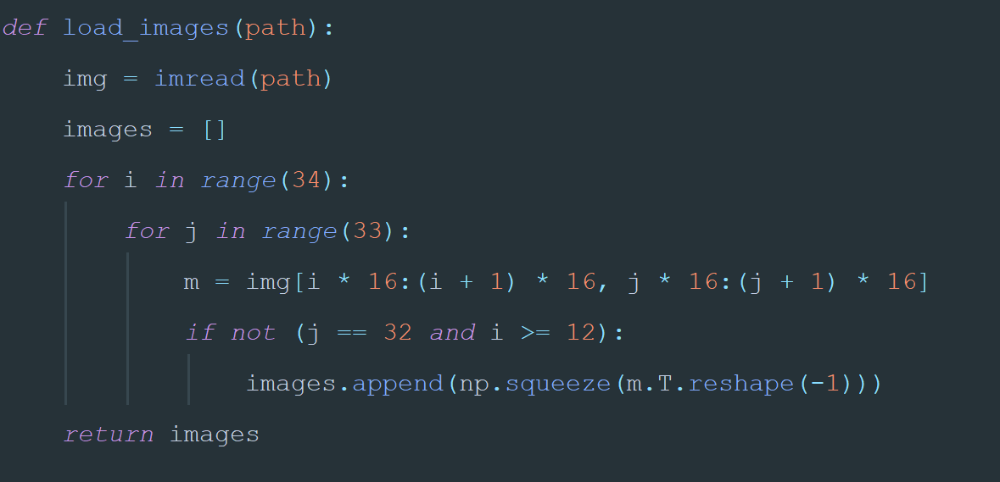 def load_images(path):
    img = imread(path)
    images = []
    for i in range(34):
        for j in range(33):
            m = img[i * 16:(i + 1) * 16, j * 16:(j + 1) * 16]
            if not (j == 32 and i >= 12):
                images.append(np.squeeze(m.T.reshape(-1)))
    return images